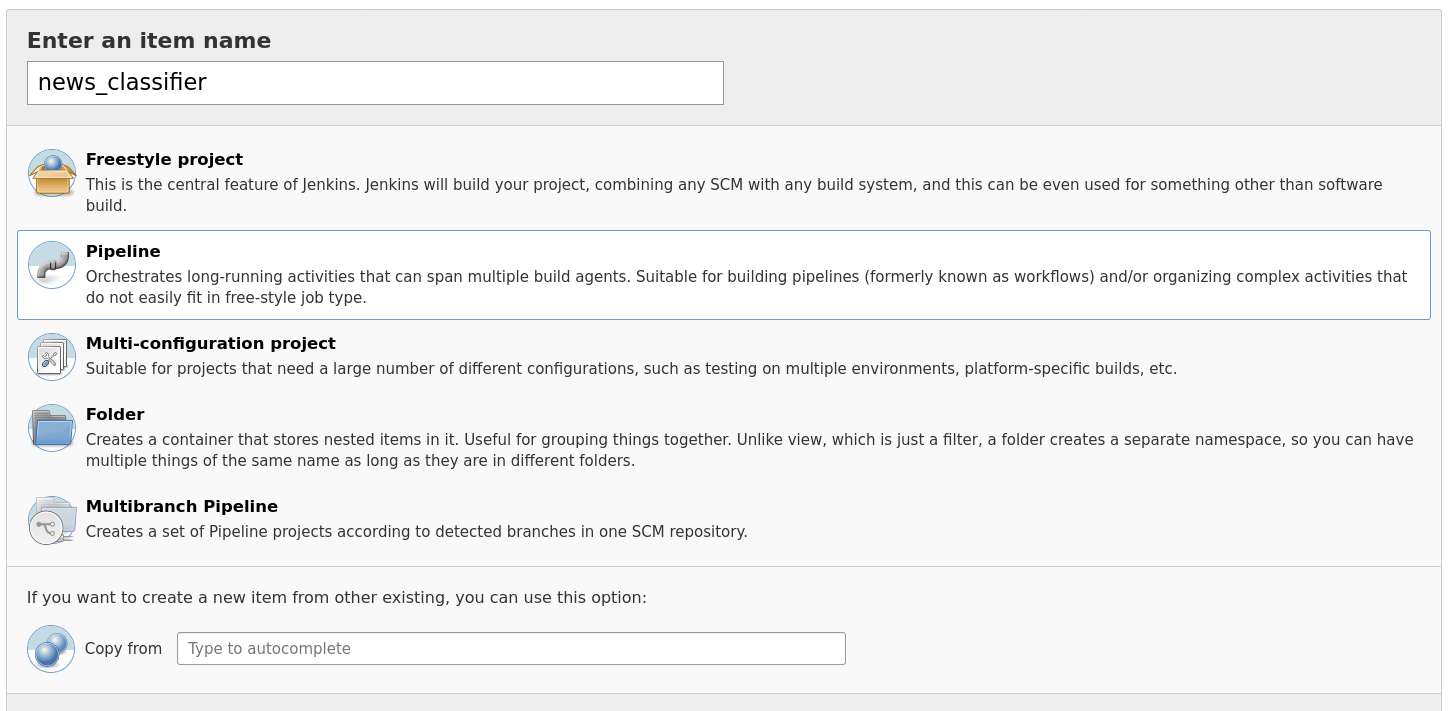 Enter an item name
news_classifier
Freestyle project
This is the central feature of Jenkins. Jenkins will build your project, combining any SCM with any build system, and this can be even used for something other than software
build.
Pipeline
Orchestrates long-running activities that can span multiple build agents. Suitable for building pipelines (formerly known as workflows) and/or organizing complex activities that
do not easily fit in free-style job type.
Multi-configuration project
Suitable for projects that need a large number of different configurations, such as testing on multiple environments, platform-specific builds, etc.
Folder
Creates a container that stores nested items in it. Useful for grouping things together. Unlike view, which is just a filter, a folder creates a separate namespace, so you can have
multiple things of the same name as long as they are in different folders.
Multibranch Pipeline
Creates a set of Pipeline projects according to detected branches in one SCM repository.
If you want to create a new item from other existing, you can use this option:
Copy from
Type to autocomplete